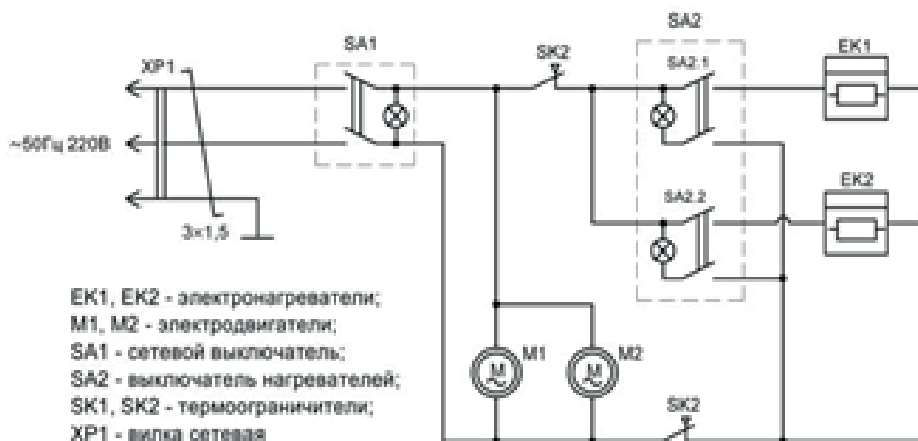 SA2
SA1
SK2
EK1
XP1
SA2.1
~50Гц 220В
SA2.2
EK2
3×1,5
EK1, EK2 - электронагреватели;
M1, M2 - электродвигатели;
SA1 - сетевой выключатель;
SA2 - выключатель нагревателей;
SK1, SK2 - термоограничители;
XP1 - вилка сетевая
M1
M2
M
M
SK2